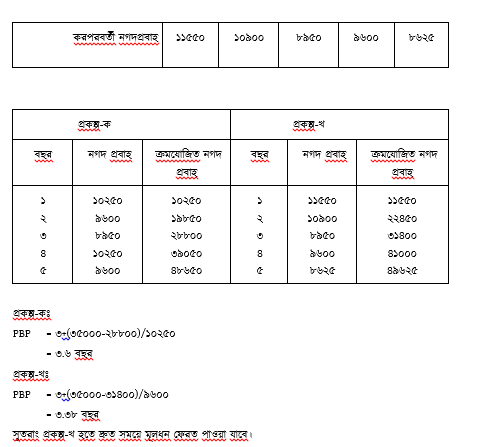 করপরবর্তী নগদপ্রবাহ ১১৫৫০ ১০৯০০ ৮৯৫০ ৯৬০০ ৮৬২৫
প্রকল্প-ক প্রকল্প-খ
বছর নগদ প্রবাহ ক্রমযোজিত নগদ প্রবাহ বছর নগদ প্রবাহ ক্রমযোজিত নগদ প্রবাহ
১ ১০২৫০ ১০২৫০ ১ ১১৫৫০ ১১৫৫০
২ ৯৬০০ ১৯৮৫০ ২ ১০৯০০ ২২৪৫০
৩ ৮৯৫০ ২৮৮০০ ৩ ৮৯৫০ ৩১৪০০
৪ ১০২৫০ ৩৯০৫০ ৪ ৯৬০০ ৪১০০০
৫ ৯৬০০ ৪৮৬৫০ ৫ ৮৬২৫ ৪৯৬২৫
প্রকল্প-কঃ
PBP = ৩+(৩৫০০০-২৮৮০০)/১০২৫০
= ৩.৬ বছর
প্রকল্প-খঃ
PBP = ৩+(৩৫০০০-৩১৪০০)/৯৬০০
= ৩.৩৮ বছর
সুতরাং প্রকল্প-খ হতে দ্রুত সময়ে মূলধন ফেরত পাওয়া যাবে।